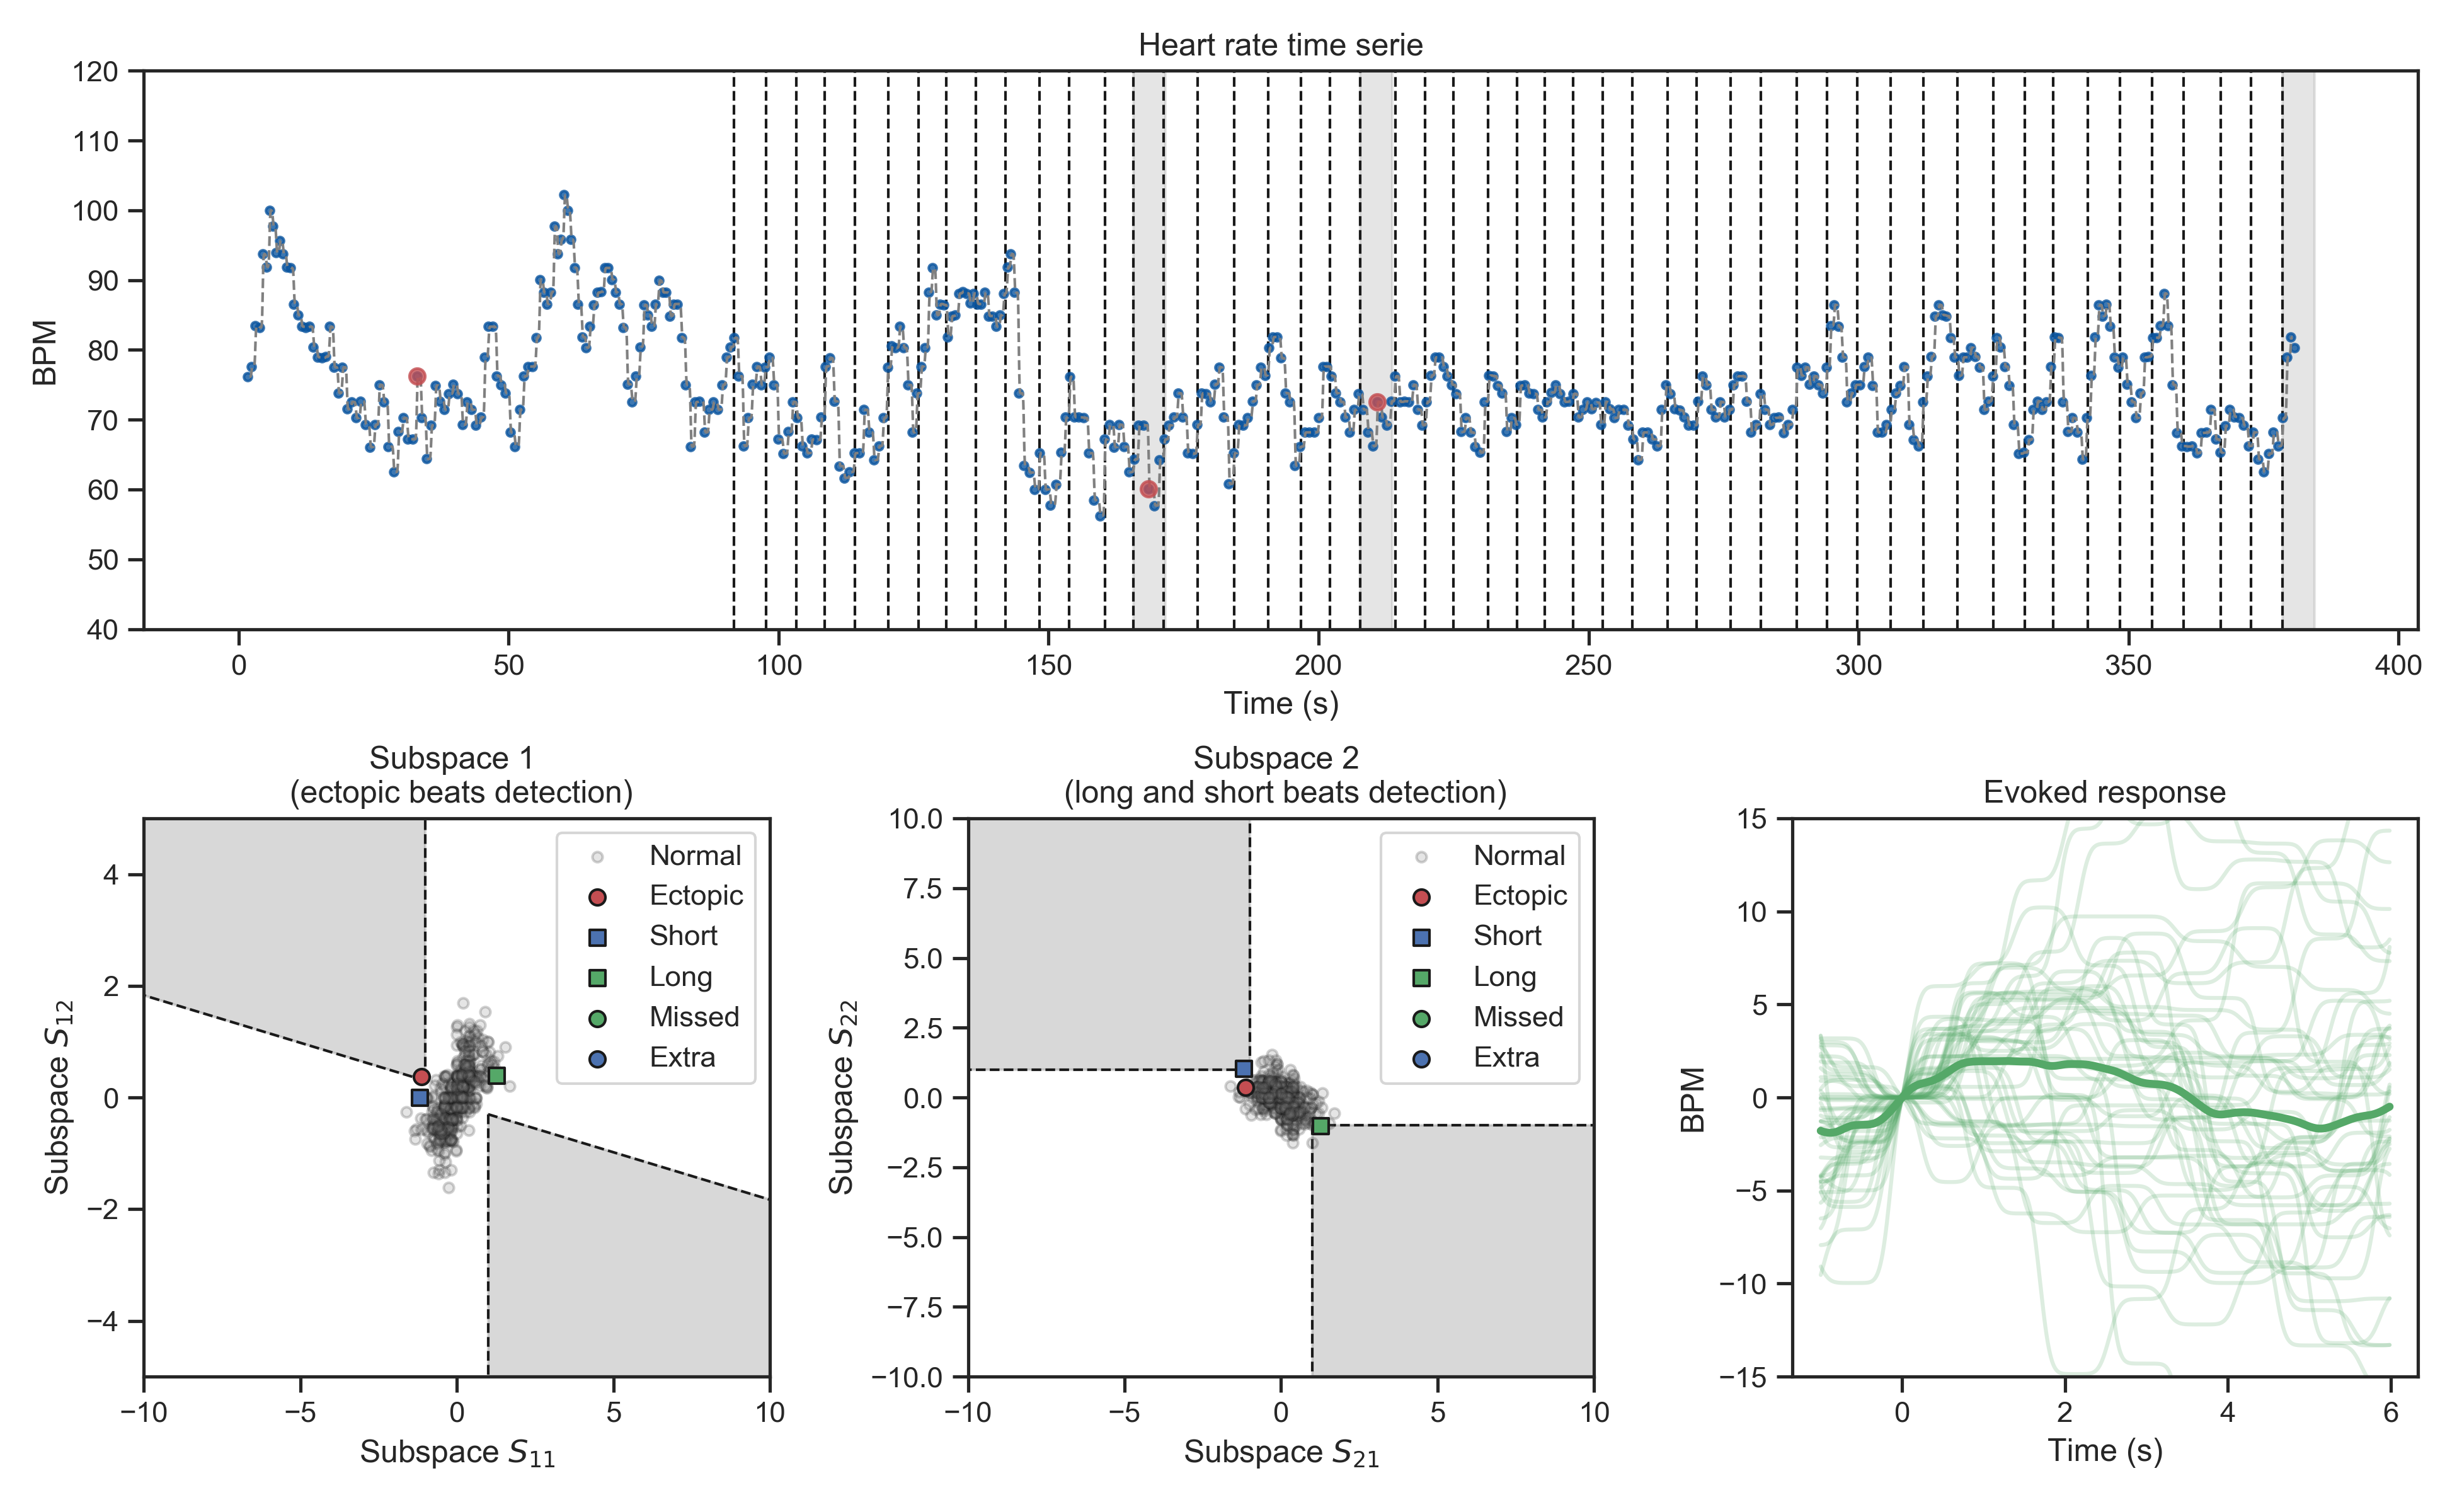 Heart rate time serie
120
110
100
90
80
70
60
50
40
BPM
0 50 100 150 200 250 300 350 400
Time (s)
Subspace 1
(ectopic beats detection)
4
2
0
−2
−4
Subspace S12
Normal
Ectopic
Short
Long
Missed
Extra
−10 −5 0 5 10
Subspace S11
Subspace 2
(long and short beats detection)
10.0
7.5
5.0
2.5
0.0
−2.5
−5.0
−7.5
−10.0
Subspace S22
Normal
Ectopic
Short
Long
Missed
Extra
−10 −5 0 5 10
Subspace S21
Evoked response
15
10
5
0
−5
−10
−15
BPM
0 2 4 6
Time (s)